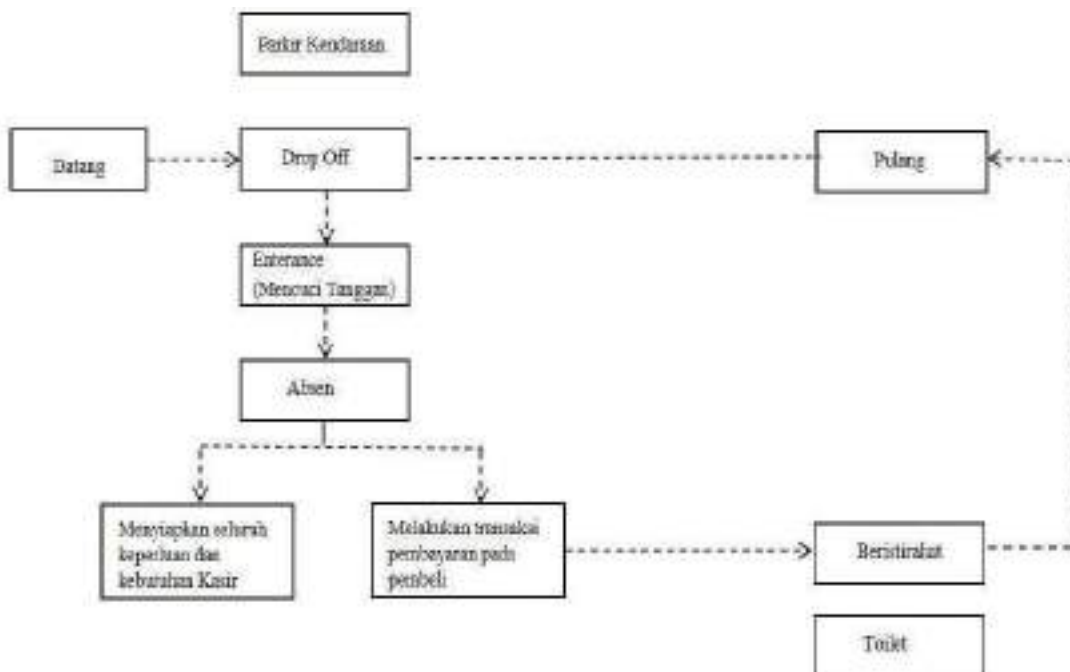 Parkir Kendaraan
Datang
Drop Off
Pulang
Enterance
(Mencuci Tanggan)
Absen
Menyiapkan seluruh
keperluan dan
kebutuhan Kasir
Melakukan transaksi
pembayaran pada
pembeli
Beristirahat
Toilet